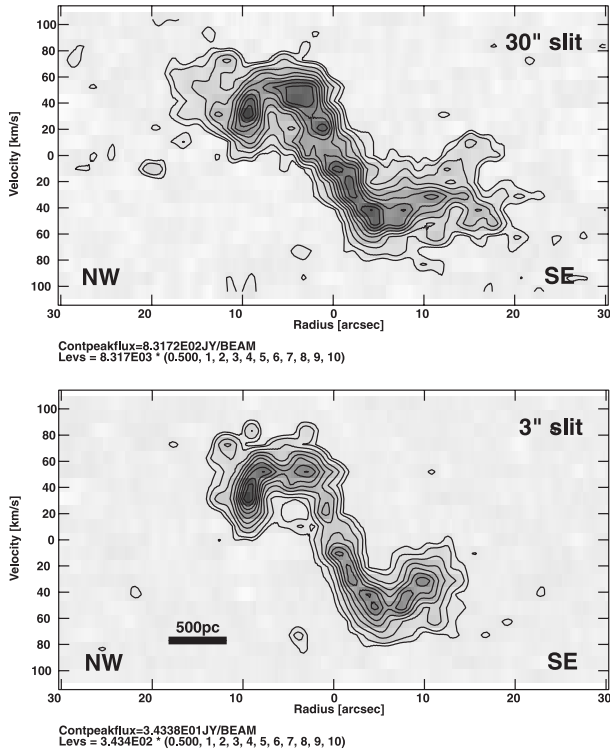 30" slit
Velocity [km/s]
100
80
60
40
20
0
20
40
60
80
100
NW
SE
30 20 10 0 10 20 30
Radius [arcsec]
Contpeakflux=8.3172E02JY/BEAM
Levs = 8.317E03 * (0.500, 1, 2, 3, 4, 5, 6, 7, 8, 9, 10)
3" slit
Velocity [km/s]
100
80
60
40
20
0
20
40
60
80
100
500pc
NW
SE
30 20 10 0 10 20 30
Radius [arcsec]
Contpeakflux=3.4338E01JY/BEAM
Levs = 3.434E02 * (0.500, 1, 2, 3, 4, 5, 6, 7, 8, 9, 10)